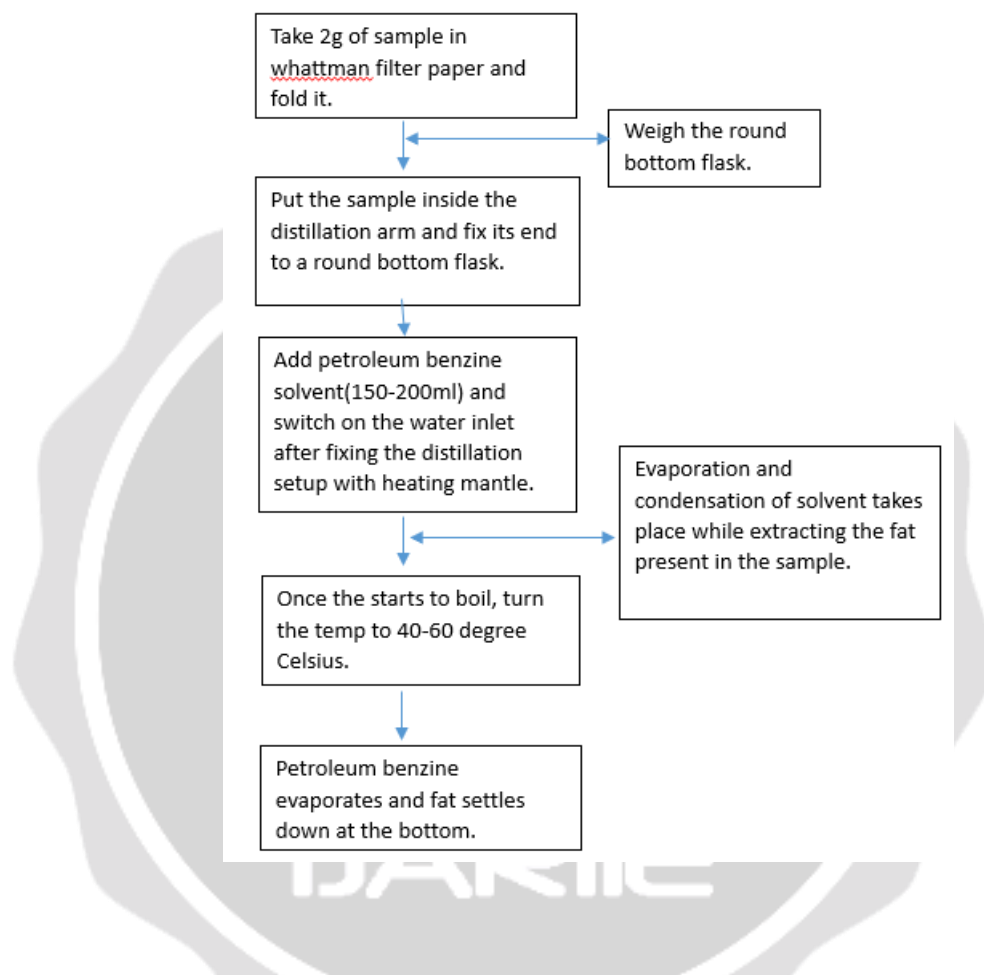 Take 2g of sample in
whattman filter paper and
fold it.
Weigh the round
bottom flask.
Put the sample inside the
distillation arm and fix its end
to a round bottom flask.
Add petroleum benzine
solvent(150-200ml) and
switch on the water inlet
after fixing the distillation
setup with heating mantle.
Evaporation and
condensation of solvent takes
place while extracting the fat
present in the sample.
Once the starts to boil, turn
the temp to 40-60 degree
Celsius.
Petroleum benzine
evaporates and fat settles
down at the bottom.